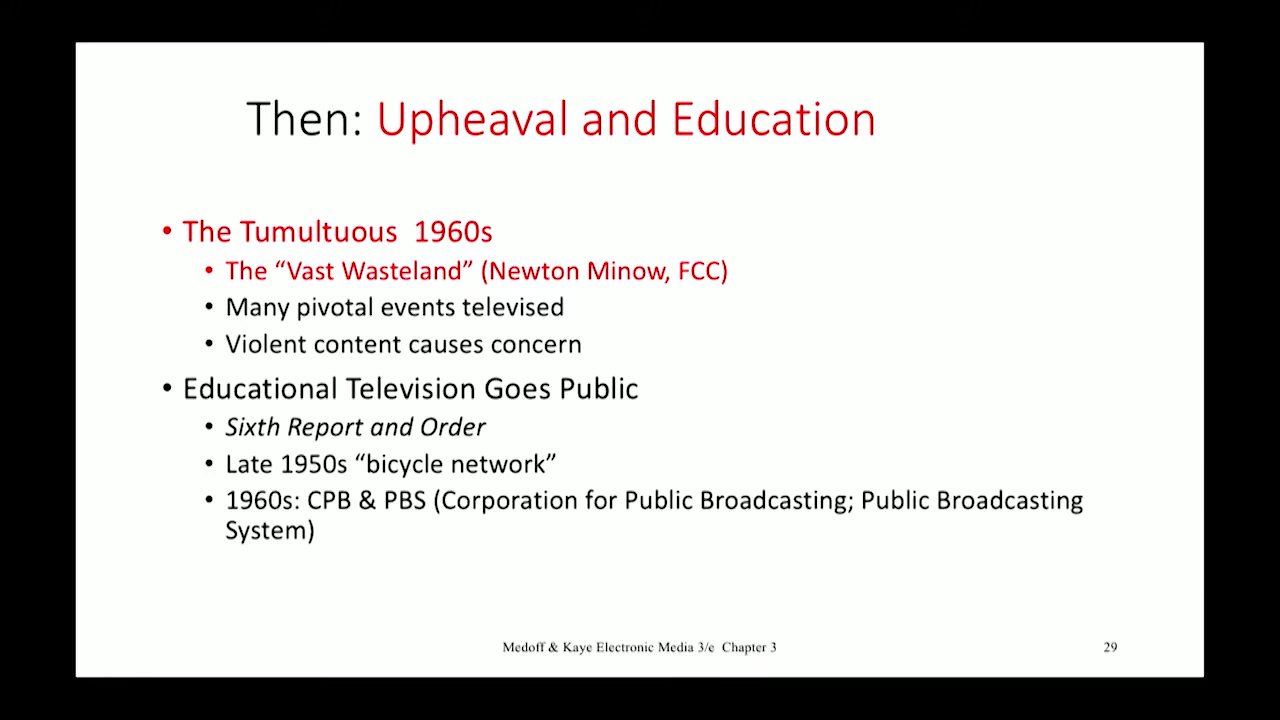 Then: Upheaval and Education
• The Tumultuous 1960s
• The “Vast Wasteland” (Newton Minow, FCC)
• Many pivotal events televised
• Violent content causes concern
• Educational Television Goes Public
• Sixth Report and Order
• Late 1950s “bicycle network”
• 1960s: CPB & PBS (Corporation for Public Broadcasting; Public Broadcasting
System)
Medoff & Kaye Electronic Media 3/e Chapter 3
29